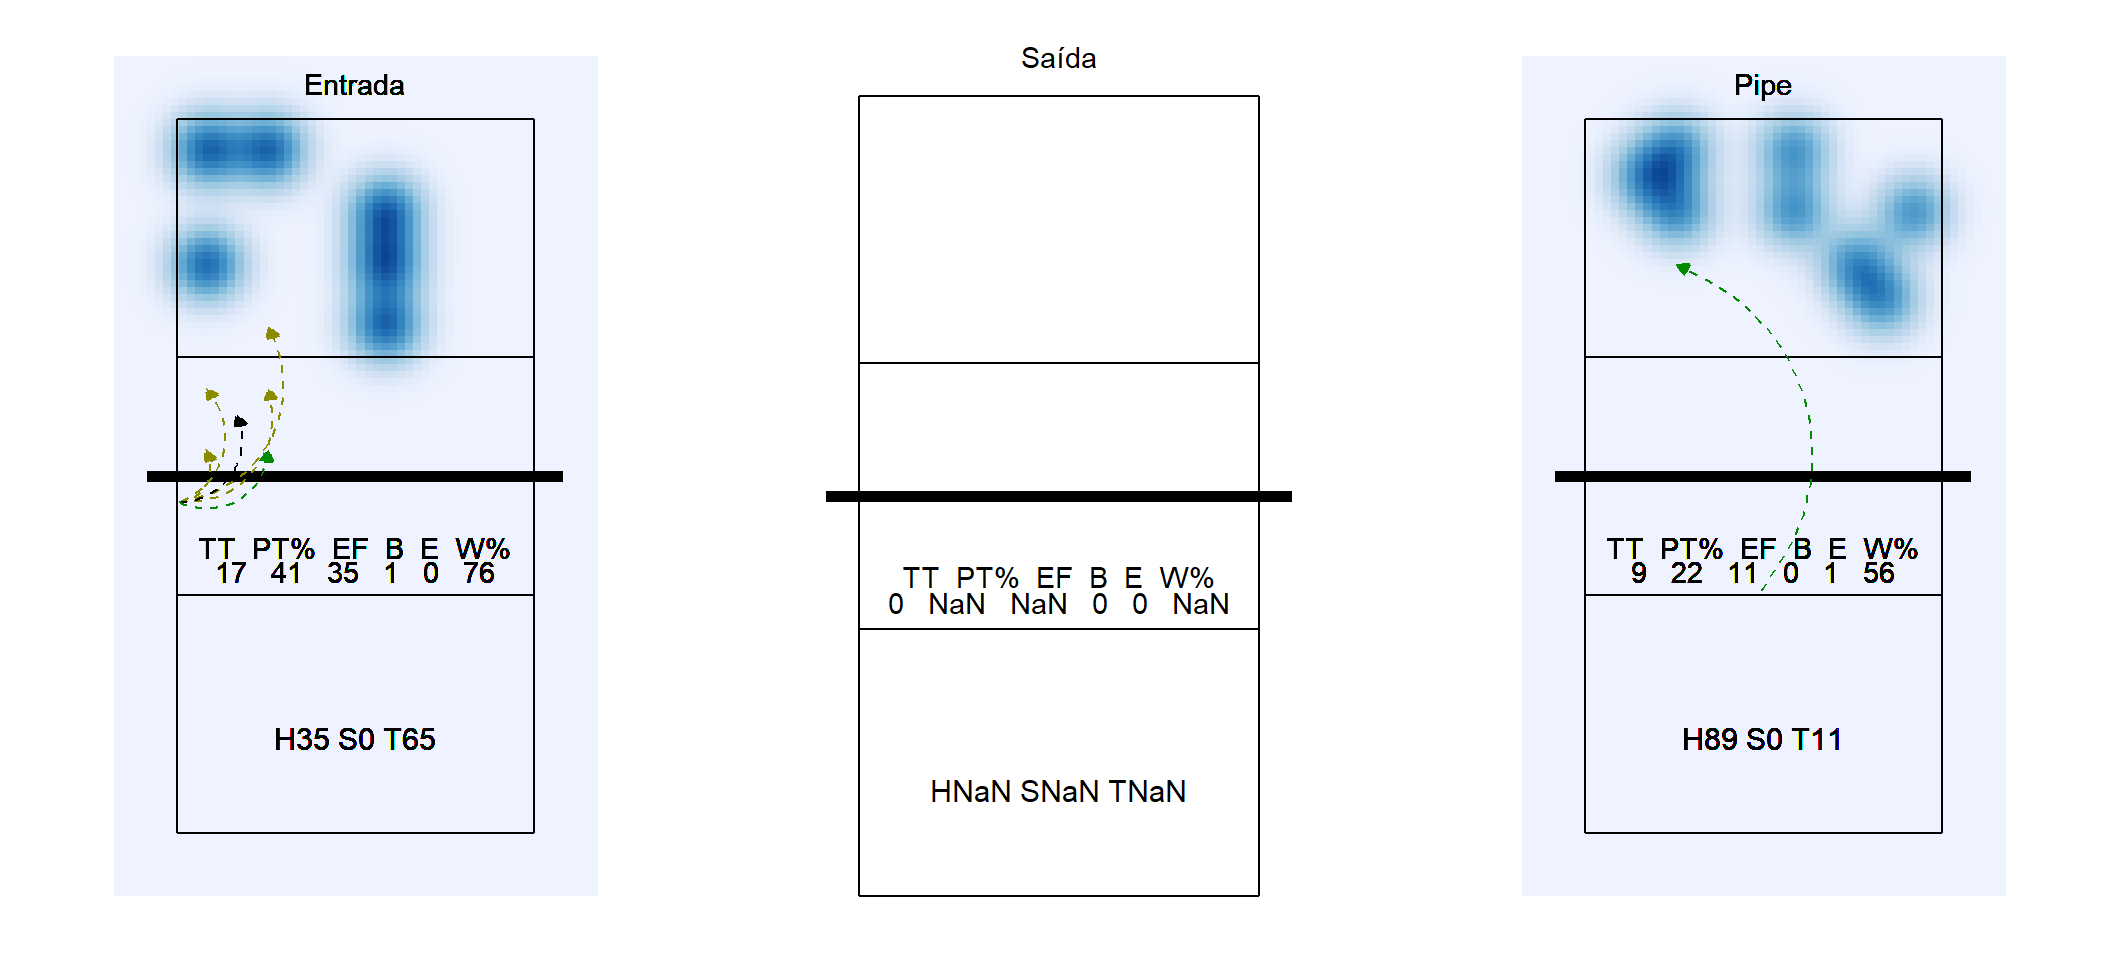 Entrada
TT PT% EF B E W%
17 41 35 1 0 76
H35 S0 T65
Saída
TT PT% EF B E W%
0 NaN NaN 0 0 NaN
HNaN SNaN TNaN
Pipe
TT PT% EF B E W%
9 22 11 0 1 56
H89 S0 T11